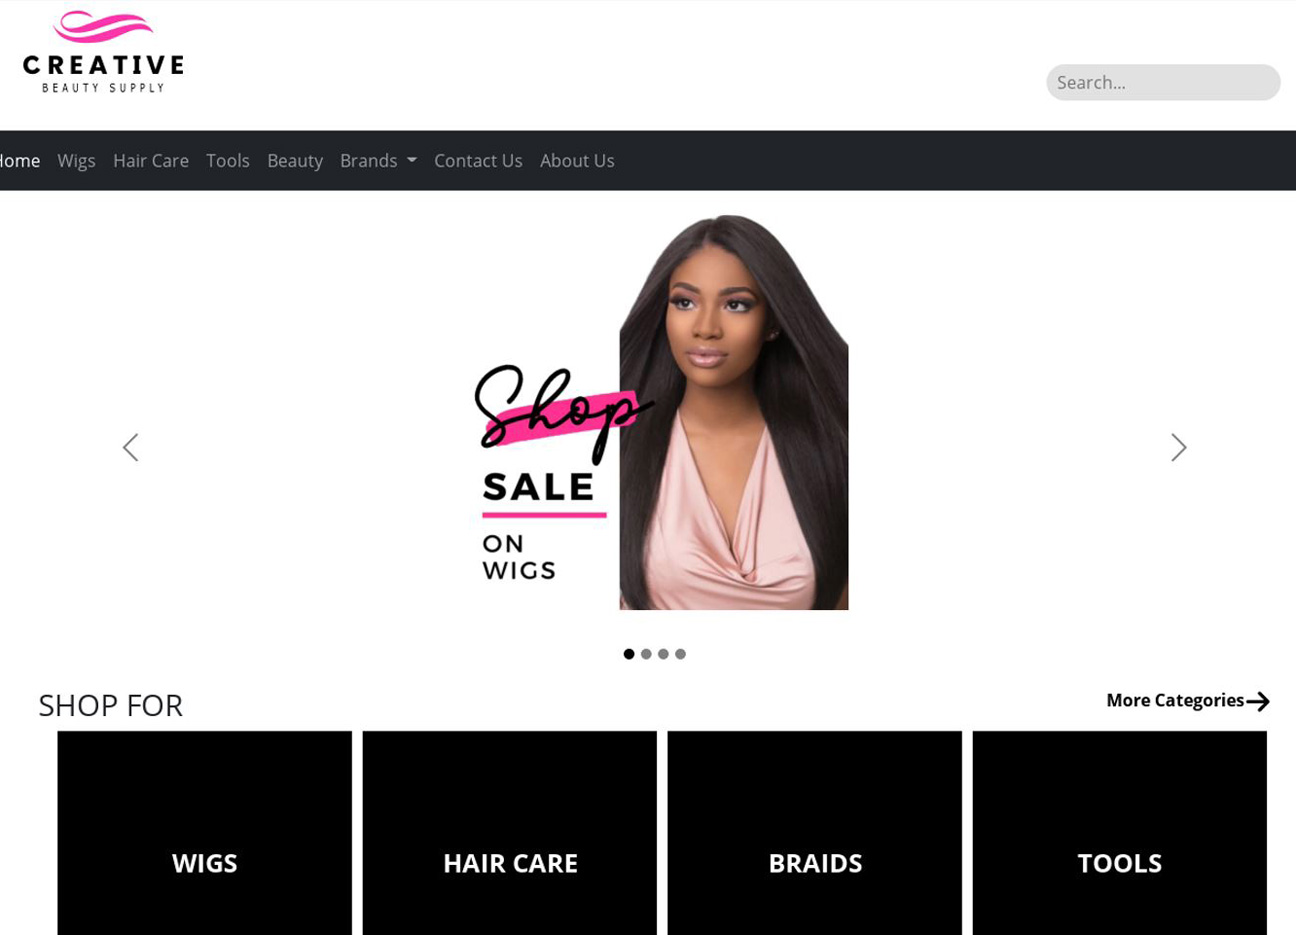 CREATIVE
BEAUTY SUPPLY
Search...
Home Wigs Hair Care Tools Beauty Brands Contact Us About Us
Shop
SALE
ON
WIGS
SHOP FOR
More Categories
WIGS HAIR CARE BRAIDS TOOLS